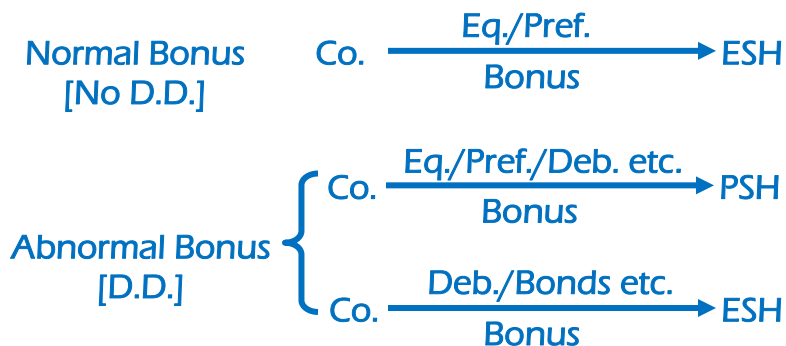 Normal Bonus
[No D.D.]
Co.
Eq./Pref.
Bonus
ESH
Abnormal Bonus
[D.D.]
Co.
Eq./Pref./Deb. etc.
Bonus
PSH
Co.
Deb./Bonds etc.
Bonus
ESH